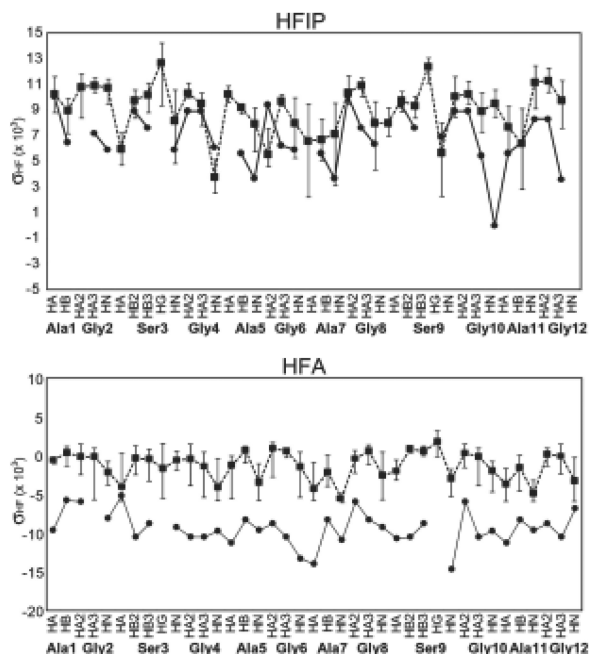 HFIP
σHF (x 10³)
15
13
11
9
7
5
3
1
-1
-3
-5
HA HB HA2 HA3 HN HA HB2 HB3 HG HN HA2 HA3 HN HA HB HN HA2 HA3 HN HA HB HN HA2 HA3 HN HA HB2 HB3 HG HN HA2 HA3 HN HA HB HN HA2 HA3 HN
Ala1 Gly2 Ser3 Gly4 Ala5 Gly6 Ala7 Gly8 Ser9 Gly10 Ala11 Gly12
HFA
σHF (x 10³)
10
5
0
-5
-10
-15
-20
HA HB HA2 HA3 HN HA HB2 HB3 HG HN HA2 HA3 HN HA HB HN HA2 HA3 HN HA HB HN HA2 HA3 HN HA HB2 HB3 HG HN HA2 HA3 HN HA HB HN HA2 HA3 HN
Ala1 Gly2 Ser3 Gly4 Ala5 Gly6 Ala7 Gly8 Ser9 Gly10 Ala11 Gly12